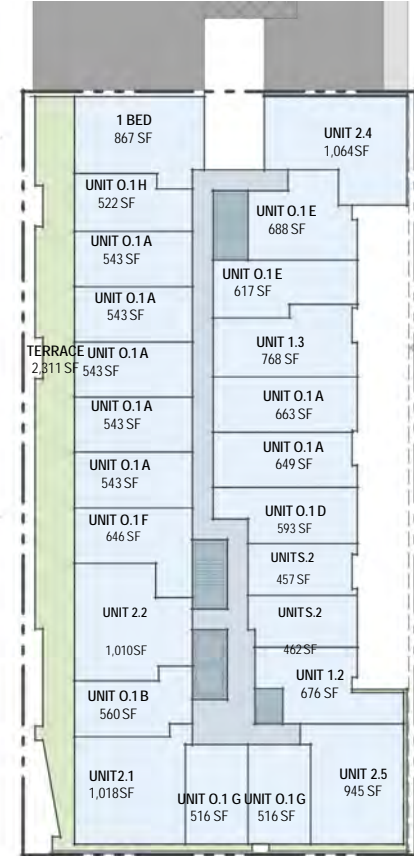 1 BED
867 SF
UNIT 2.4
1,064SF
UNIT O.1 H
522 SF
UNIT O.1 E
688 SF
UNIT O.1 A
543 SF
UNIT O.1 E
617 SF
UNIT O.1 A
543 SF
UNIT 1.3
768 SF
TERRACE
2,311 SF
UNIT O.1 A
543 SF
UNIT O.1 A
663 SF
UNIT O.1 A
543 SF
UNIT O.1 A
649 SF
UNIT O.1 A
543 SF
UNIT O.1 D
593 SF
UNIT O.1 F
646 SF
UNIT S.2
457 SF
UNIT 2.2
1,010SF
UNIT S.2
462 SF
UNIT O.1 B
560 SF
UNIT 1.2
676 SF
UNIT2.1
1,018SF
UNIT O.1 G
516 SF
UNIT O.1 G
516 SF
UNIT 2.5
945 SF